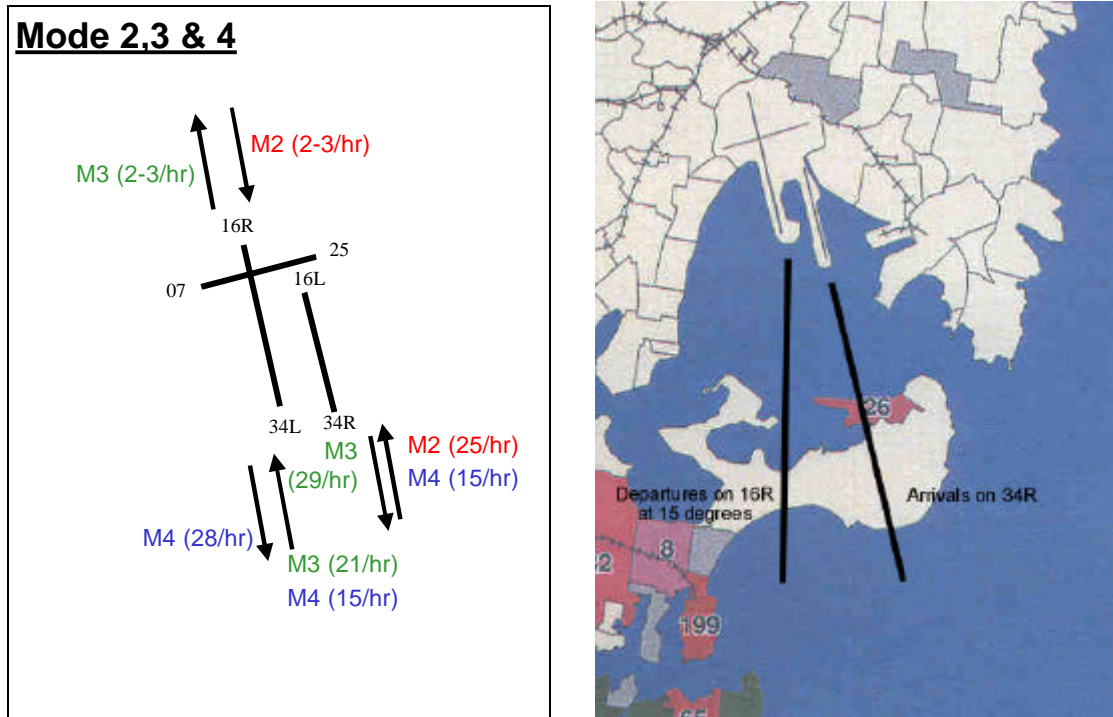 Mode 2,3 & 4
M2 (2-3/hr)
M3 (2-3/hr)
16R
25
16L
07
34L
34R
M3
(29/hr)
M2 (25/hr)
M4 (15/hr)
M4 (28/hr)
M3 (21/hr)
M4 (15/hr)
26
Departures on 16R
at 15 degrees
Arrivals on 34R
8
199